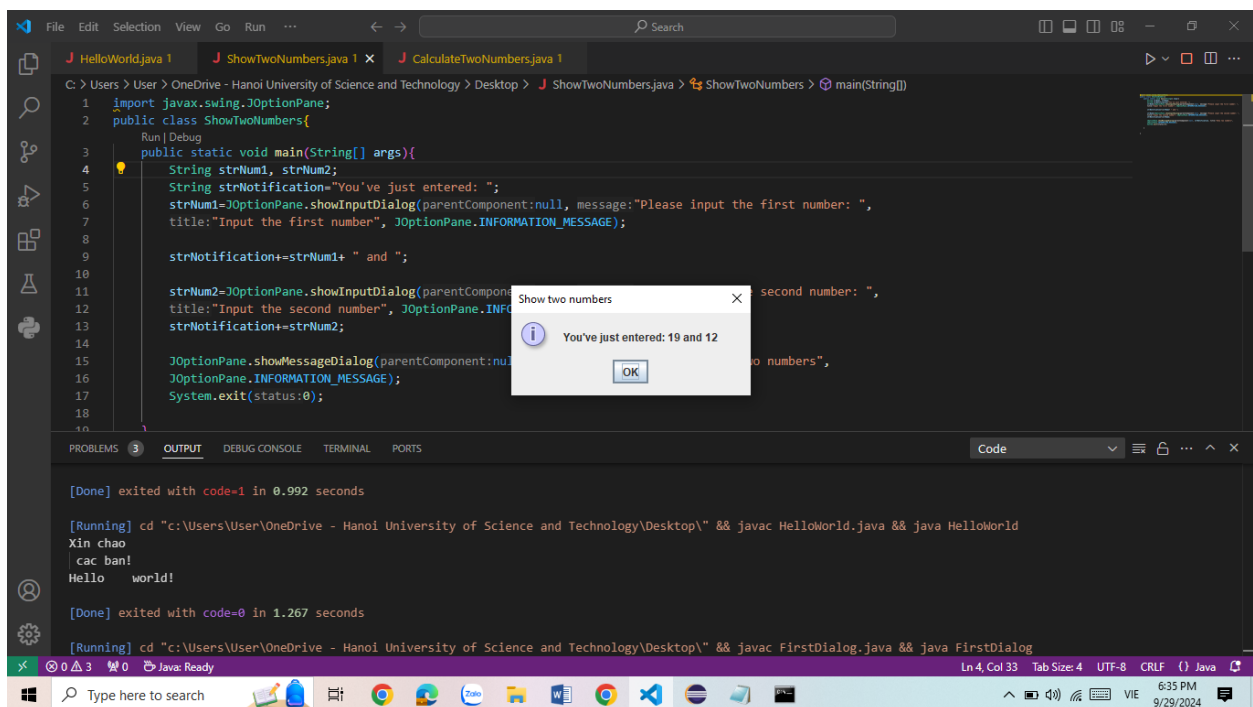 File Edit Selection View Go Run ··· ← → Search
J HelloWorld.java 1 J ShowTwoNumbers.java 1 × J CalculateTwoNumbers.java 1
C: > Users > User > OneDrive - Hanoi University of Science and Technology > Desktop > J ShowTwoNumbers.java > ShowTwoNumbers > main(String[])
1 import javax.swing.JOptionPane;
2 public class ShowTwoNumbers{
Run | Debug
3 public static void main(String[] args){
4 String strNum1, strNum2;
5 String strNotification="You've just entered: ";
6 strNum1=JOptionPane.showInputDialog(parentComponent:null, message:"Please input the first number: ",
7 title:"Input the first number", JOptionPane.INFORMATION_MESSAGE);
8
9 strNotification+=strNum1+ " and ";
10
11 strNum2=JOptionPane.showInputDialog(parentCompone second number: ",
12 title:"Input the second number", JOptionPane.INFO
13 strNotification+=strNum2;
14
15 JOptionPane.showMessageDialog(parentComponent:nul o numbers",
16 JOptionPane.INFORMATION_MESSAGE);
17 System.exit(status:0);
18
19 }
Show two numbers ×
You've just entered: 19 and 12
OK
PROBLEMS 3 OUTPUT DEBUG CONSOLE TERMINAL PORTS Code
[Done] exited with code=1 in 0.992 seconds
[Running] cd "c:\Users\User\OneDrive - Hanoi University of Science and Technology\Desktop\" && javac HelloWorld.java && java HelloWorld
Xin chao
cac ban!
Hello world!
[Done] exited with code=0 in 1.267 seconds
[Running] cd "c:\Users\User\OneDrive - Hanoi University of Science and Technology\Desktop\" && javac FirstDialog.java && java FirstDialog
0 3 0 Java: Ready Ln 4, Col 33 Tab Size: 4 UTF-8 CRLF {} Java
Type here to search Zalo VIE 6:35 PM
9/29/2024